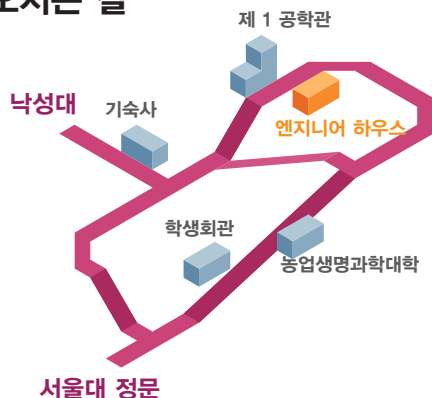 오시는 길
제 1 공학관
낙성대
기숙사
엔지니어 하우스
학생회관
농업생명과학대학
서울대 정문